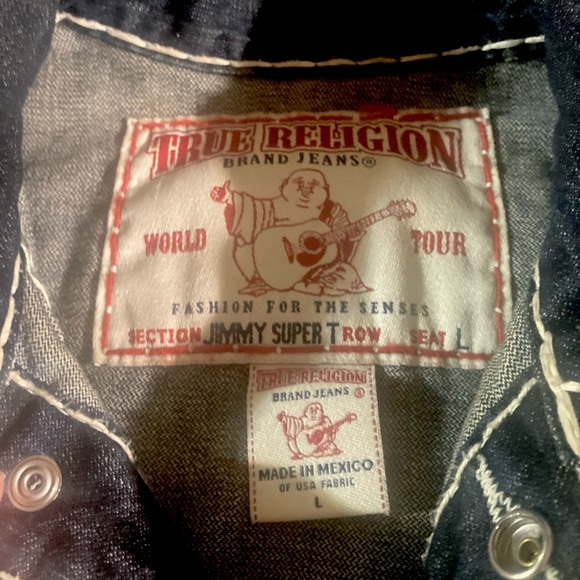 TRUE RELIGION
BRAND JEANS®
WORLD TOUR
FASHION FOR THE SENSES
SECTION JIMMY SUPER T ROW SEAT L
TRUE RELIGION
BRAND JEANS ®
MADE IN MEXICO
OF USA FABRIC
L